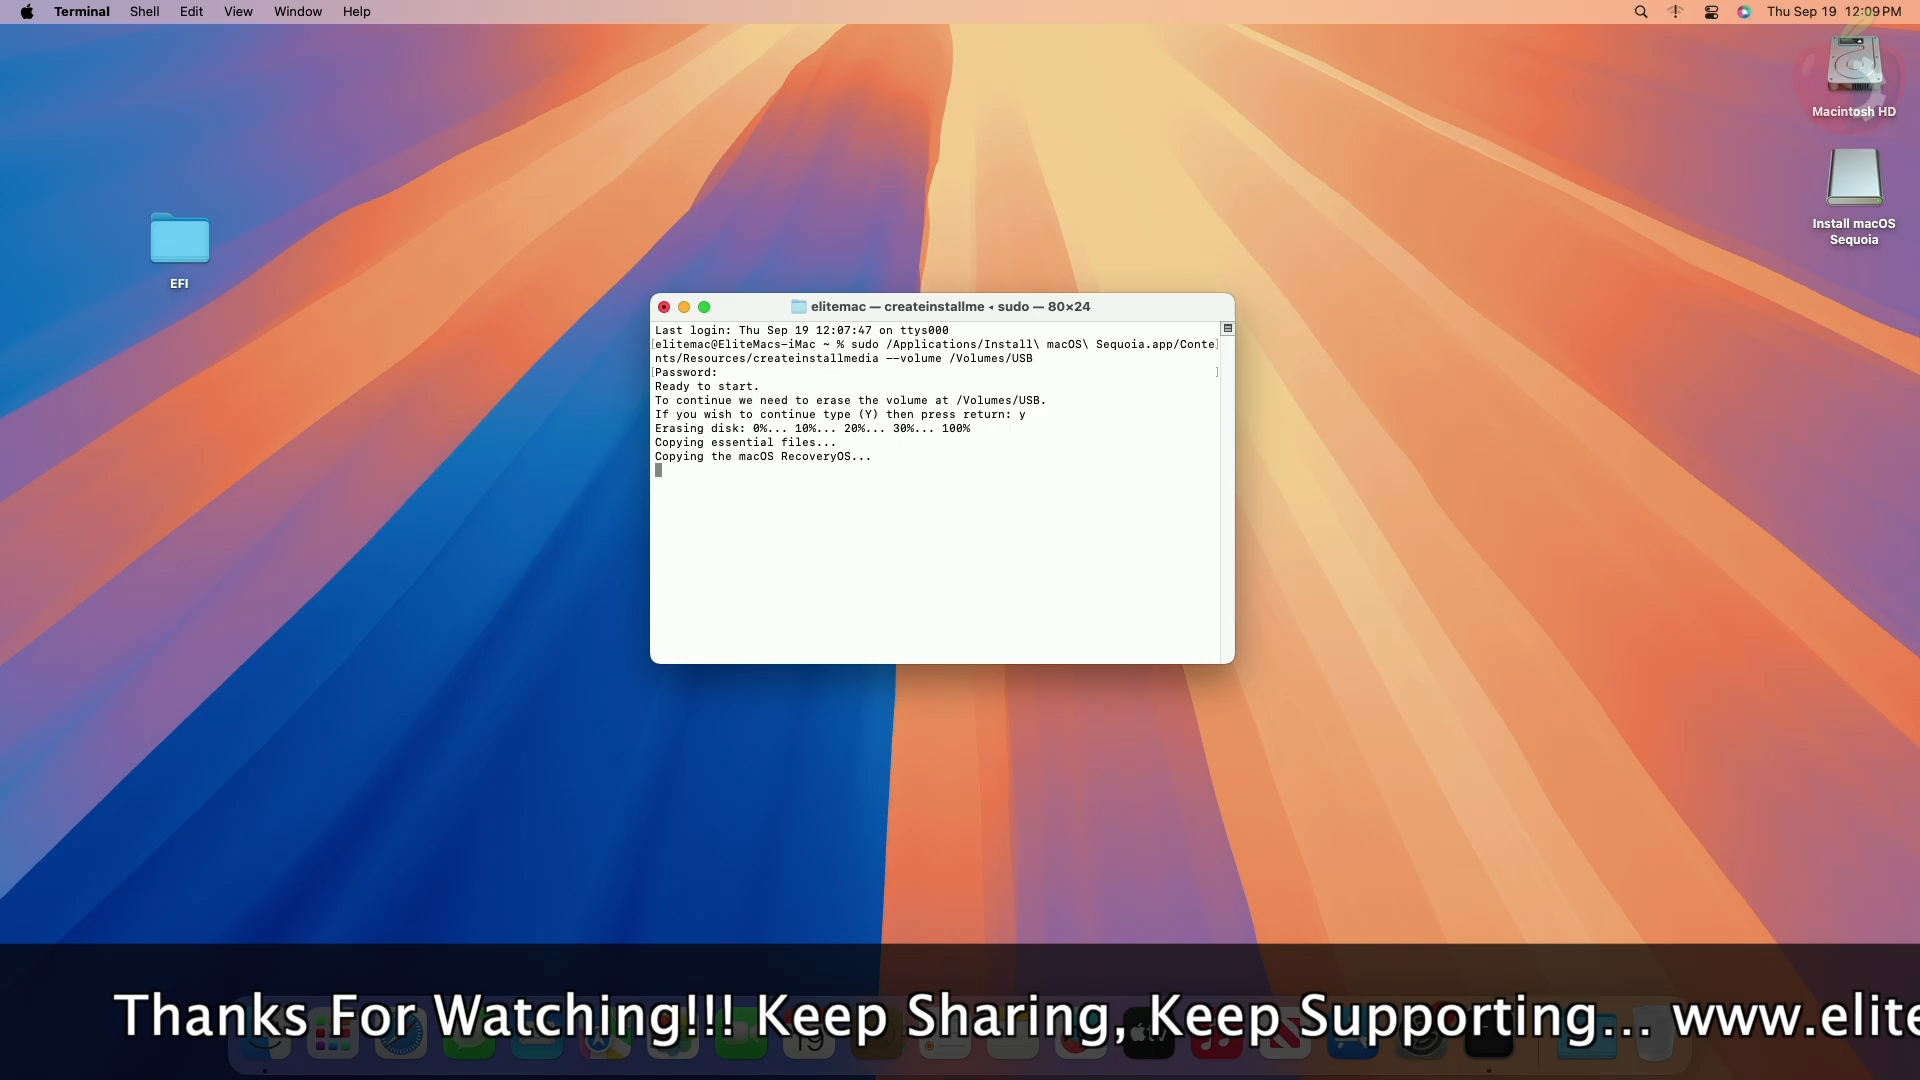 Terminal Shell Edit View Window Help
Thu Sep 19 12:09 PM
Macintosh HD
Install macOS
Sequoia
EFI
elitemac — createinstallme ◂ sudo — 80×24
Last login: Thu Sep 19 12:07:47 on ttys000
[elitemac@EliteMacs-iMac ~ % sudo /Applications/Install\ macOS\ Sequoia.app/Conte]
nts/Resources/createinstallmedia --volume /Volumes/USB
[Password: ]
Ready to start.
To continue we need to erase the volume at /Volumes/USB.
If you wish to continue type (Y) then press return: y
Erasing disk: 0%... 10%... 20%... 30%... 100%
Copying essential files...
Copying the macOS RecoveryOS...
Thanks For Watching!!! Keep Sharing, Keep Supporting... www.elite